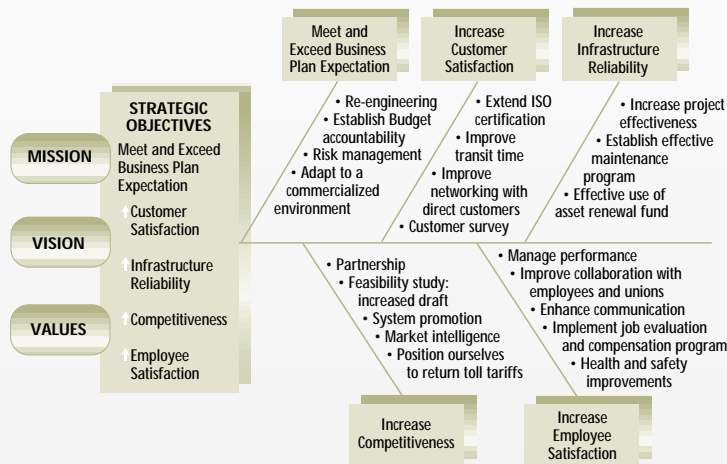 MISSION
VISION
VALUES
STRATEGIC
OBJECTIVES
Meet and Exceed
Business Plan
Expectation
Customer
Satisfaction
Infrastructure
Reliability
Competitiveness
Employee
Satisfaction
Meet and
Exceed Business
Plan Expectation
• Re-engineering
• Establish Budget
accountability
• Risk management
• Adapt to a
commercialized
environment
Increase
Customer
Satisfaction
• Extend ISO
certification
• Improve
transit time
• Improve
networking with
direct customers
• Customer survey
Increase
Infrastructure
Reliability
• Increase project
effectiveness
• Establish effective
maintenance
program
• Effective use of
asset renewal fund
• Partnership
• Feasibility study:
increased draft
• System promotion
• Market intelligence
• Position ourselves
to return toll tariffs
Increase
Competitiveness
• Manage performance
• Improve collaboration with
employees and unions
• Enhance communication
• Implement job evaluation
and compensation program
• Health and safety
improvements
Increase
Employee
Satisfaction